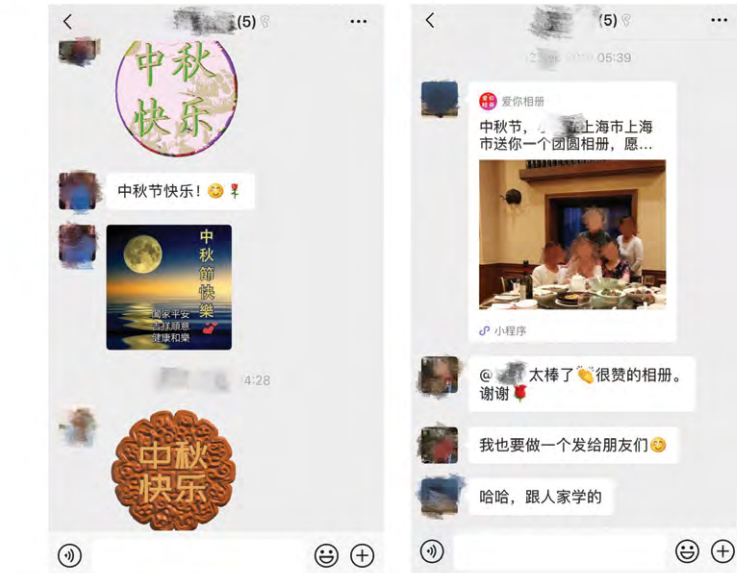 (5)
中秋
快乐
中秋节快乐！
中
秋
節
快
樂
闔家平安
吉祥順意
健康和樂
4:28
中秋
快乐
(5)
05:39
爱你相册
中秋节，
上海市上海
市送你一个团圆相册，愿...
小程序
@ 太棒了 很赞的相册。
谢谢
我也要做一个发给朋友们
哈哈，跟人家学的